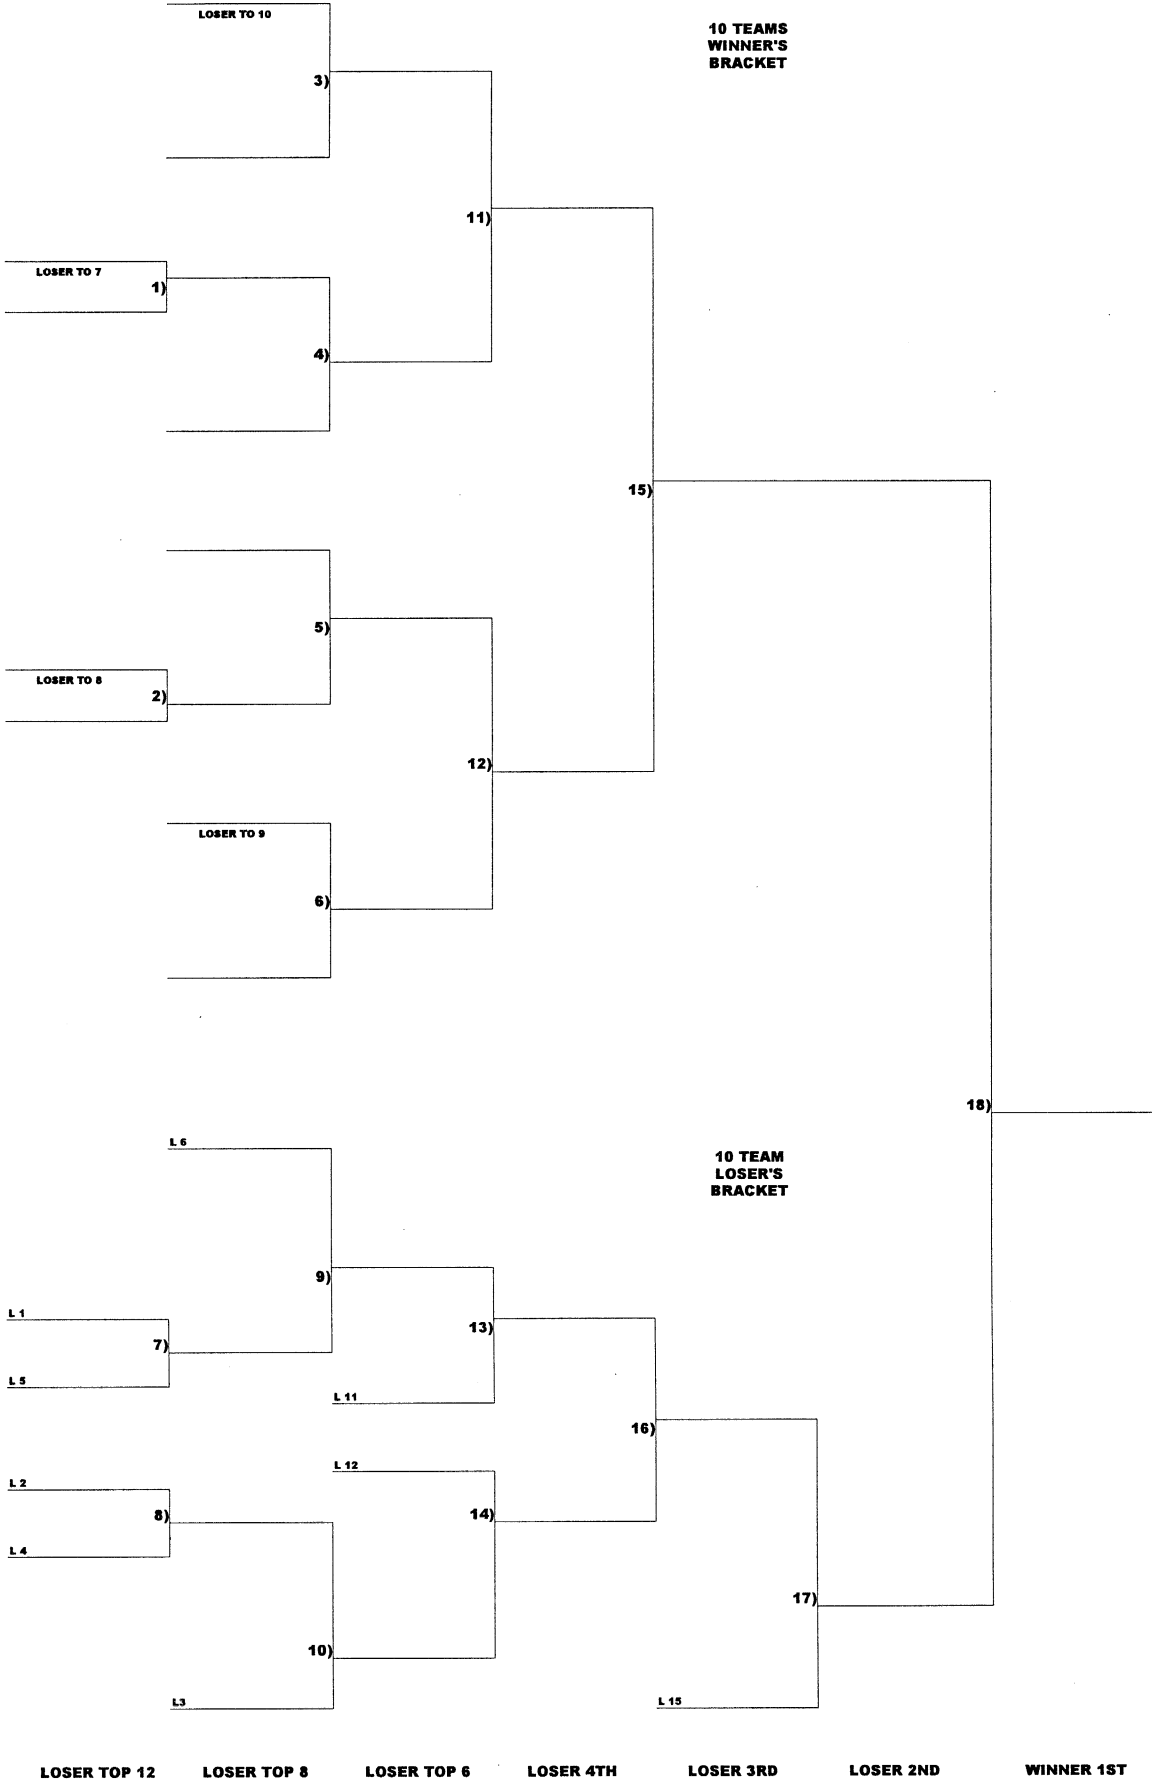 LOSER TO 10
10 TEAMS
WINNER'S
BRACKET
3)
11)
LOSER TO 7
1)
4)
15)
5)
LOSER TO 8
2)
12)
LOSER TO 9
6)
18)
L 6
10 TEAM
LOSER'S
BRACKET
9)
L 1
13)
7)
L 5
L 11
16)
L 12
L 2
8)
14)
L 4
17)
10)
L3
L 15
LOSER TOP 12 LOSER TOP 8 LOSER TOP 6 LOSER 4TH LOSER 3RD LOSER 2ND WINNER 1ST